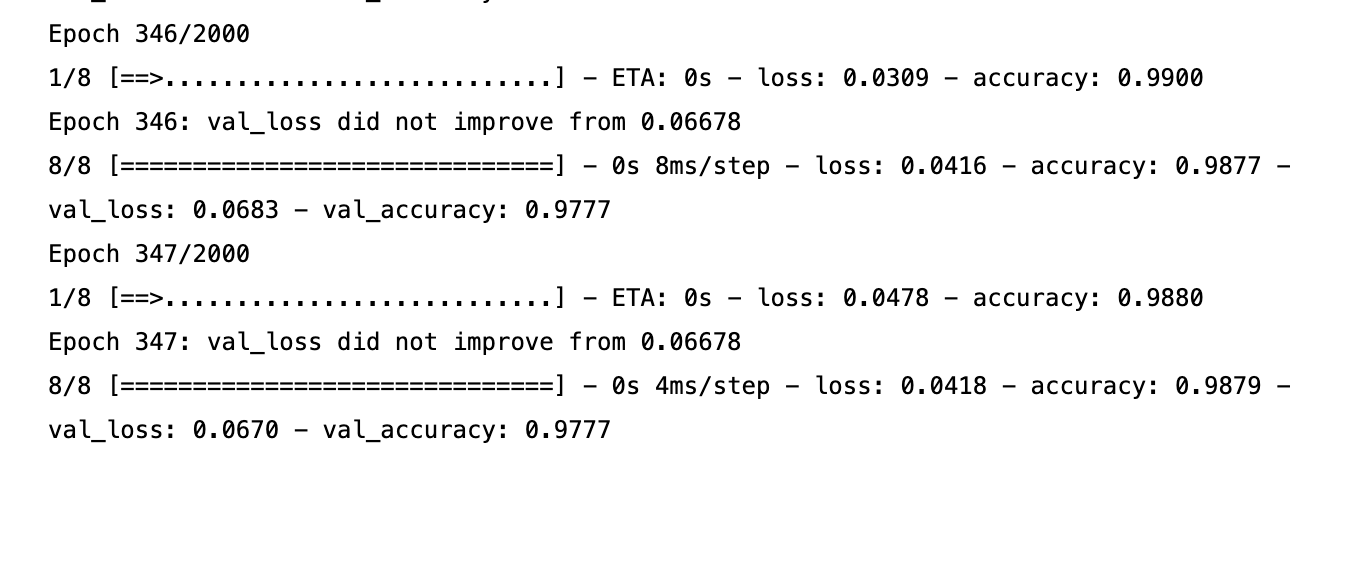 Epoch 346/2000
1/8 [==>...........................] - ETA: 0s - loss: 0.0309 - accuracy: 0.9900
Epoch 346: val_loss did not improve from 0.06678
8/8 [==============================] - 0s 8ms/step - loss: 0.0416 - accuracy: 0.9877 -
val_loss: 0.0683 - val_accuracy: 0.9777
Epoch 347/2000
1/8 [==>...........................] - ETA: 0s - loss: 0.0478 - accuracy: 0.9880
Epoch 347: val_loss did not improve from 0.06678
8/8 [==============================] - 0s 4ms/step - loss: 0.0418 - accuracy: 0.9879 -
val_loss: 0.0670 - val_accuracy: 0.9777